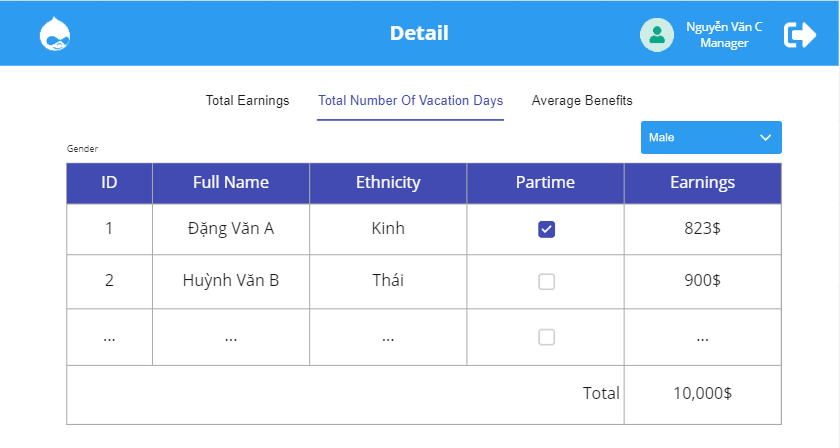 Detail
Nguyễn Văn C
Manager
Total Earnings Total Number Of Vacation Days Average Benefits
Male
Gender
ID Full Name Ethnicity Partime Earnings
1 Đặng Văn A Kinh 823$
2 Huỳnh Văn B Thái 900$
... ... ... ...
Total 10,000$